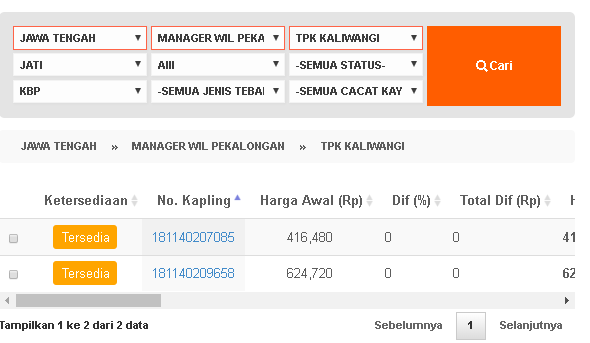 JAWA TENGAH MANAGER WIL PEKA TPK KALIWANGI
JATI AIII -SEMUA STATUS- Cari
KBP -SEMUA JENIS TEBAI -SEMUA CACAT KAY
JAWA TENGAH » MANAGER WIL PEKALONGAN » TPK KALIWANGI
Ketersediaan No. Kapling Harga Awal (Rp) Dif (%) Total Dif (Rp) H
Tersedia 181140207085 416,480 0 0 41
Tersedia 181140209658 624,720 0 0 62
Tampilkan 1 ke 2 dari 2 data Sebelumnya 1 Selanjutnya